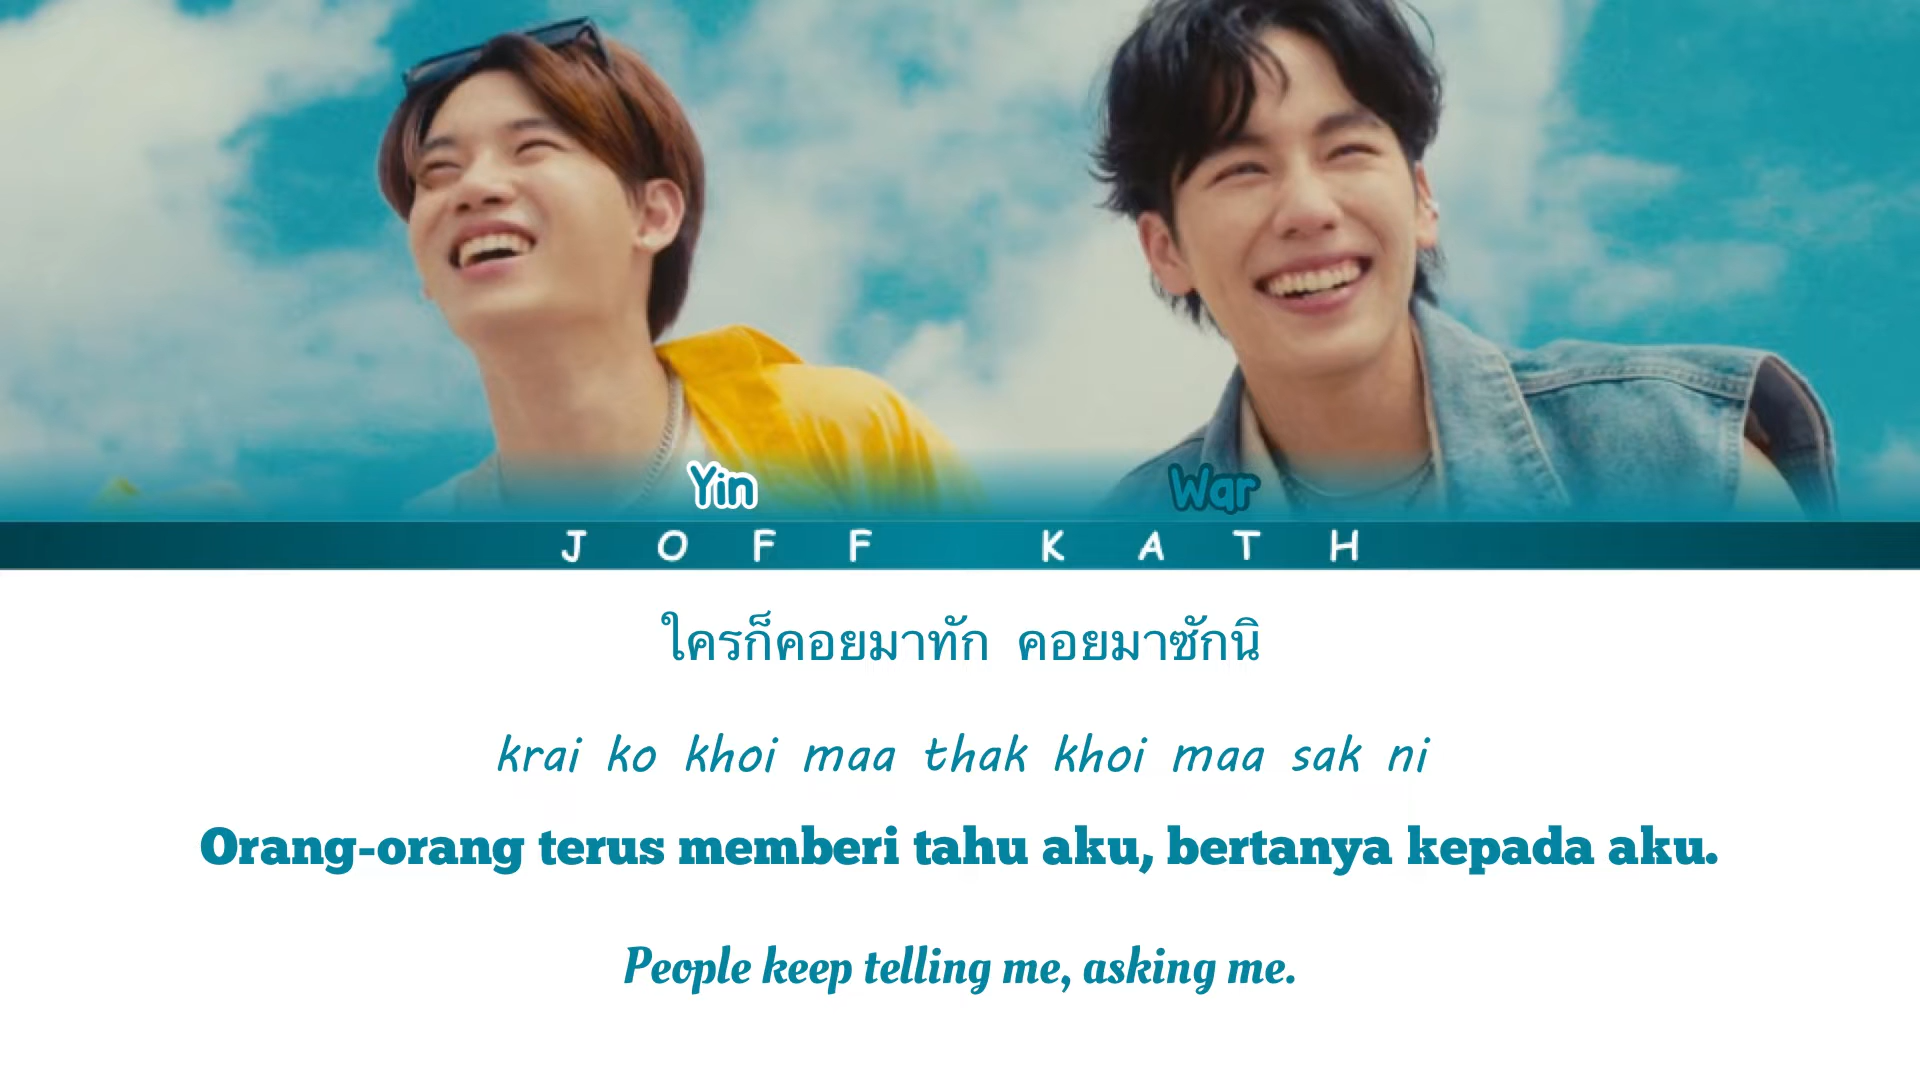 Yin War
JOFF KATH
ใครก็คอยมาทัก คอยมาซักนิ
krai ko khoi maa thak khoi maa sak ni
Orang-orang terus memberi tahu aku, bertanya kepada aku.
People keep telling me, asking me.